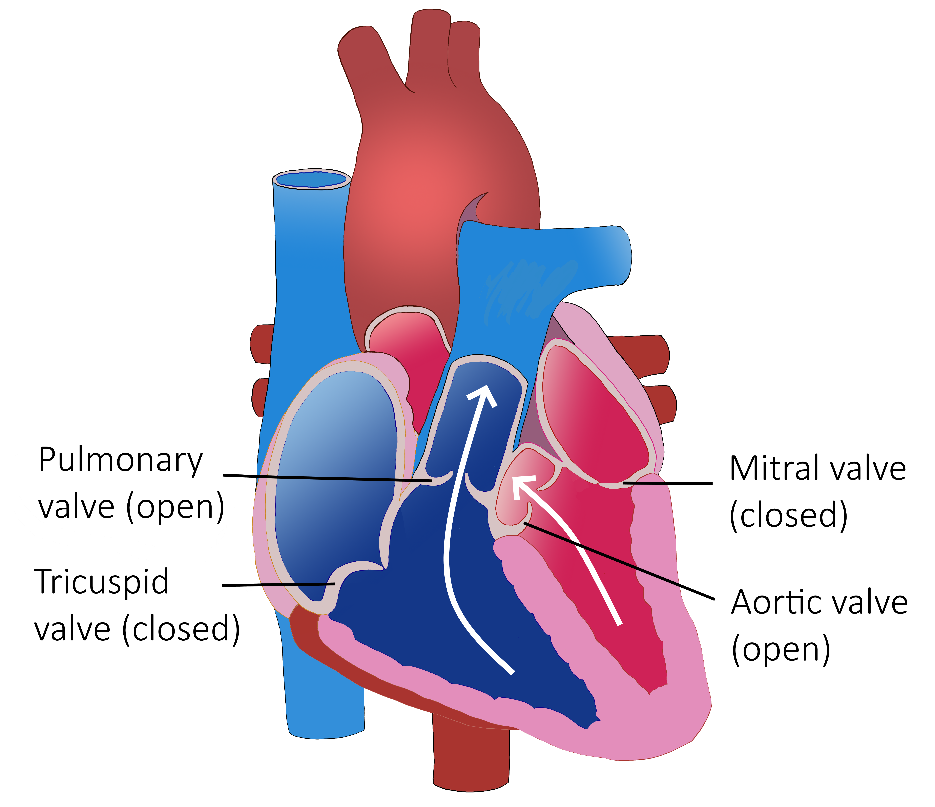 Pulmonary
valve (open)
Tricuspid
valve (closed)
Mitral valve
(closed)
Aortic valve
(open)